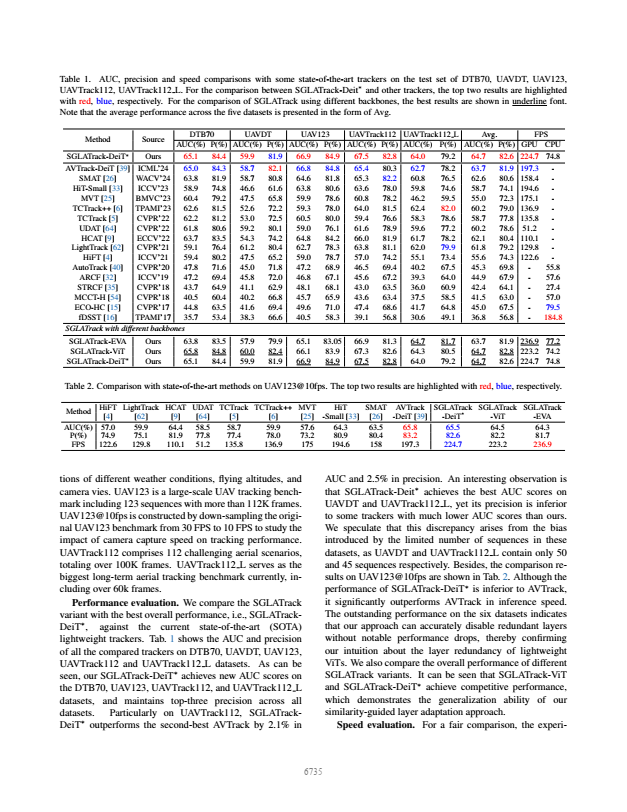 Table 1. AUC, precision and speed comparisons with some state-of-the-art trackers on the test set of DTB70, UAVDT, UAV123,
UAVTrack112, UAVTrack112_L. For the comparison between SGLATrack-Deit* and other trackers, the top two results are highlighted
with red, blue, respectively. For the comparison of SGLATrack using different backbones, the best results are shown in underline font.
Note that the average performance across the five datasets is presented in the form of Avg.
Method Source DTB70 UAVDT UAV123 UAVTrack112 UAVTrack112_L Avg. FPS
AUC(%) P(%) AUC(%) P(%) AUC(%) P(%) AUC(%) P(%) AUC(%) P(%) AUC(%) P(%) GPU CPU
SGLATrack-DeiT* Ours 65.1 84.4 59.9 81.9 66.9 84.9 67.5 82.8 64.0 79.2 64.7 82.6 224.7 74.8
AVTrack-DeiT [39] ICML'24 65.0 84.3 58.7 82.1 66.8 84.8 65.4 80.3 62.7 78.2 63.7 81.9 197.3 -
SMAT [26] WACV'24 63.8 81.9 58.7 80.8 64.6 81.8 65.3 82.2 60.8 76.5 62.6 80.6 158.4 -
HiT-Small [33] ICCV'23 58.9 74.8 46.6 61.6 63.8 80.6 63.6 78.0 59.8 74.6 58.7 74.1 194.6 -
MVT [25] BMVC'23 60.4 79.2 47.5 65.8 59.9 78.6 60.8 78.2 46.2 59.5 55.0 72.3 175.1 -
TCTrack++ [6] TPAMI'23 62.6 81.5 52.6 72.2 59.3 78.0 64.0 81.5 62.4 82.0 60.2 79.0 136.9 -
TCTrack [5] CVPR'22 62.2 81.2 53.0 72.5 60.5 80.0 59.4 76.6 58.3 78.6 58.7 77.8 135.8 -
UDAT [64] CVPR'22 61.8 80.6 59.2 80.1 59.0 76.1 61.6 78.9 59.6 77.2 60.2 78.6 51.2 -
HCAT [9] ECCV'22 63.7 83.5 54.3 74.2 64.8 84.2 66.0 81.9 61.7 78.2 62.1 80.4 110.1 -
LightTrack [62] CVPR'21 59.1 76.4 61.2 80.4 62.7 78.3 63.8 81.1 62.0 79.9 61.8 79.2 129.8 -
HiFT [4] ICCV'21 59.4 80.2 47.5 65.2 59.0 78.7 57.0 74.2 55.1 73.4 55.6 74.3 122.6 -
AutoTrack [40] CVPR'20 47.8 71.6 45.0 71.8 47.2 68.9 46.5 69.4 40.2 67.5 45.3 69.8 - 55.8
ARCF [32] ICCV'19 47.2 69.4 45.8 72.0 46.8 67.1 45.6 67.2 39.3 64.0 44.9 67.9 - 57.6
STRCF [35] CVPR'18 43.7 64.9 41.1 62.9 48.1 68.1 43.0 63.5 36.0 60.9 42.4 64.1 - 27.4
MCCT-H [54] CVPR'18 40.5 60.4 40.2 66.8 45.7 65.9 43.6 63.4 37.5 58.5 41.5 63.0 - 57.0
ECO-HC [15] CVPR'17 44.8 63.5 41.6 69.4 49.6 71.0 47.4 68.6 41.7 64.8 45.0 67.5 - 79.5
fDSST [16] TPAMI'17 35.7 53.4 38.3 66.6 40.5 58.3 39.1 56.8 30.6 49.1 36.8 56.8 - 184.8
SGLATrack with different backbones
SGLATrack-EVA Ours 63.8 83.5 57.9 79.9 65.1 83.05 66.9 81.3 64.7 81.7 63.7 81.9 236.9 77.2
SGLATrack-ViT Ours 65.8 84.8 60.0 82.4 66.1 83.9 67.3 82.6 64.3 80.5 64.7 82.8 223.2 74.2
SGLATrack-DeiT* Ours 65.1 84.4 59.9 81.9 66.9 84.9 67.5 82.8 64.0 79.2 64.7 82.6 224.7 74.8
Table 2. Comparison with state-of-the-art methods on UAV123@10fps. The top two results are highlighted with red, blue, respectively.
Method HiFT LightTrack HCAT UDAT TCTrack TCTrack++ MVT HiT SMAT AVTrack SGLATrack SGLATrack SGLATrack
[4] [62] [9] [64] [5] [6] [25] -Small [33] [26] -DeiT [39] -DeiT* -ViT -EVA
AUC(%) 57.0 59.9 64.4 58.5 58.7 59.9 57.6 64.3 63.5 65.8 65.5 64.5 64.3
P(%) 74.9 75.1 81.9 77.8 77.4 78.0 73.2 80.9 80.4 83.2 82.6 82.2 81.7
FPS 122.6 129.8 110.1 51.2 135.8 136.9 175 194.6 158 197.3 224.7 223.2 236.9
tions of different weather conditions, flying altitudes, and
camera vies. UAV123 is a large-scale UAV tracking bench-
mark including 123 sequences with more than 112K frames.
UAV123@10fps is constructed by down-sampling the origi-
nal UAV123 benchmark from 30 FPS to 10 FPS to study the
impact of camera capture speed on tracking performance.
UAVTrack112 comprises 112 challenging aerial scenarios,
totaling over 100K frames. UAVTrack112_L serves as the
biggest long-term aerial tracking benchmark currently, in-
cluding over 60k frames.
Performance evaluation. We compare the SGLATrack
variant with the best overall performance, i.e., SGLATrack-
DeiT*, against the current state-of-the-art (SOTA)
lightweight trackers. Tab. 1 shows the AUC and precision
of all the compared trackers on DTB70, UAVDT, UAV123,
UAVTrack112 and UAVTrack112_L datasets. As can be
seen, our SGLATrack-DeiT* achieves new AUC scores on
the DTB70, UAV123, UAVTrack112, and UAVTrack112_L
datasets, and maintains top-three precision across all
datasets. Particularly on UAVTrack112, SGLATrack-
DeiT* outperforms the second-best AVTrack by 2.1% in
AUC and 2.5% in precision. An interesting observation is
that SGLATrack-Deit* achieves the best AUC scores on
UAVDT and UAVTrack112_L, yet its precision is inferior
to some trackers with much lower AUC scores than ours.
We speculate that this discrepancy arises from the bias
introduced by the limited number of sequences in these
datasets, as UAVDT and UAVTrack112_L contain only 50
and 45 sequences respectively. Besides, the comparison re-
sults on UAV123@10fps are shown in Tab. 2. Although the
performance of SGLATrack-DeiT* is inferior to AVTrack,
it significantly outperforms AVTrack in inference speed.
The outstanding performance on the six datasets indicates
that our approach can accurately disable redundant layers
without notable performance drops, thereby confirming
our intuition about the layer redundancy of lightweight
ViTs. We also compare the overall performance of different
SGLATrack variants. It can be seen that SGLATrack-ViT
and SGLATrack-DeiT* achieve competitive performance,
which demonstrates the generalization ability of our
similarity-guided layer adaptation approach.
Speed evaluation. For a fair comparison, the experi-
6735